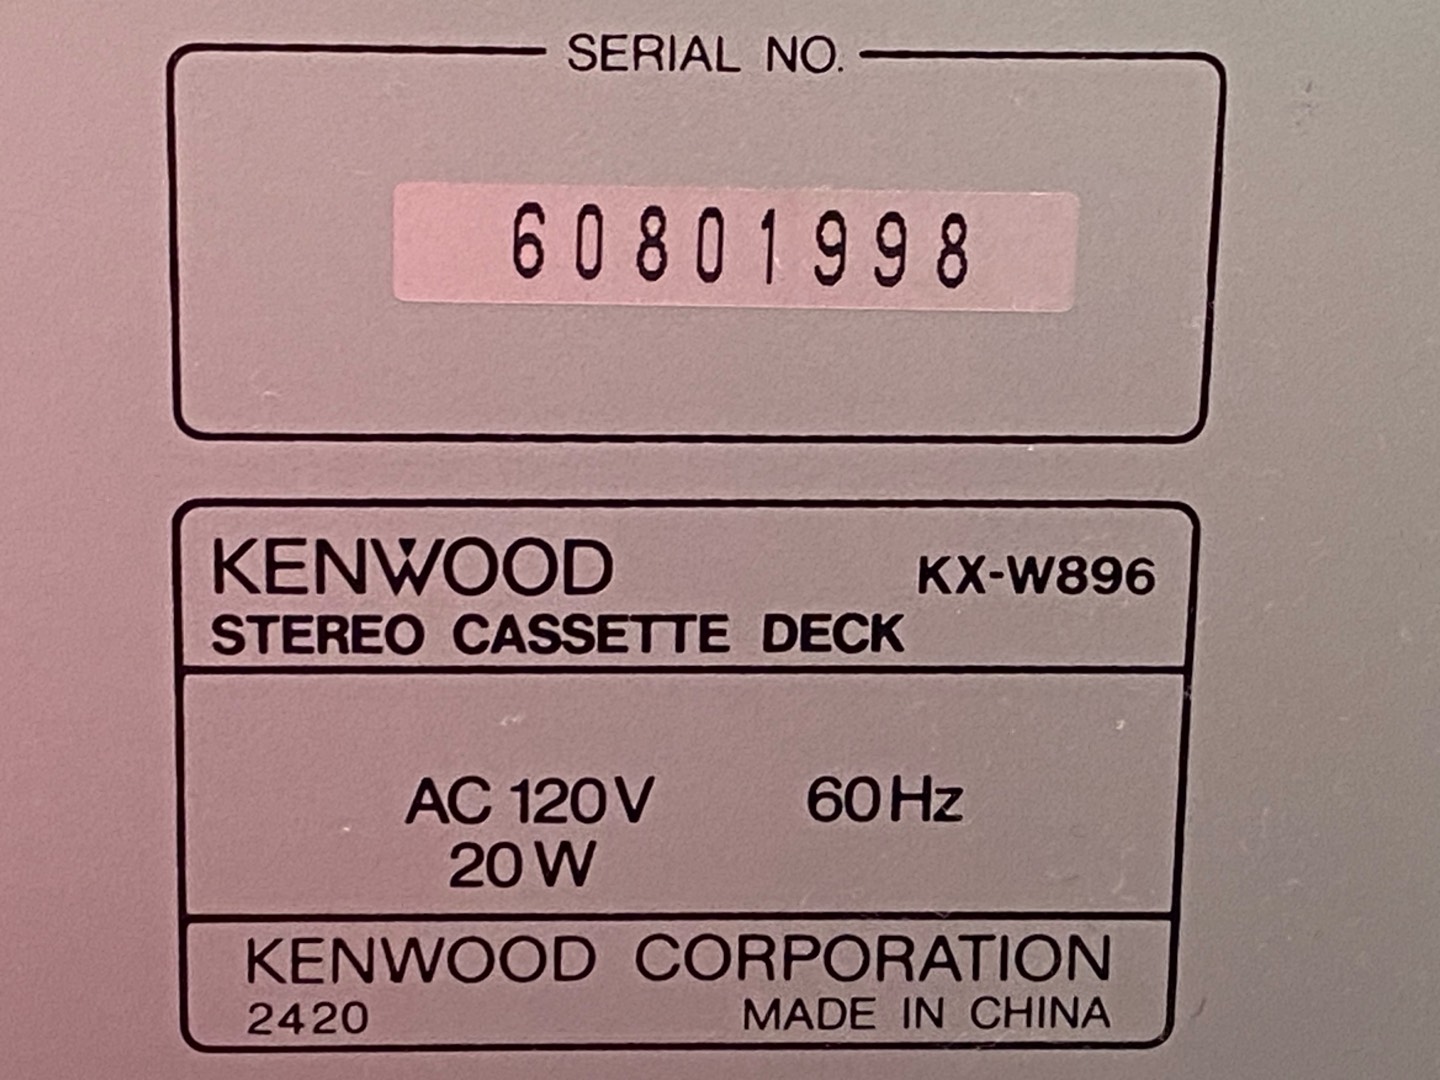 SERIAL NO.
60801998
KENWOOD KX-W896
STEREO CASSETTE DECK
AC 120V 60Hz
20W
KENWOOD CORPORATION
2420 MADE IN CHINA